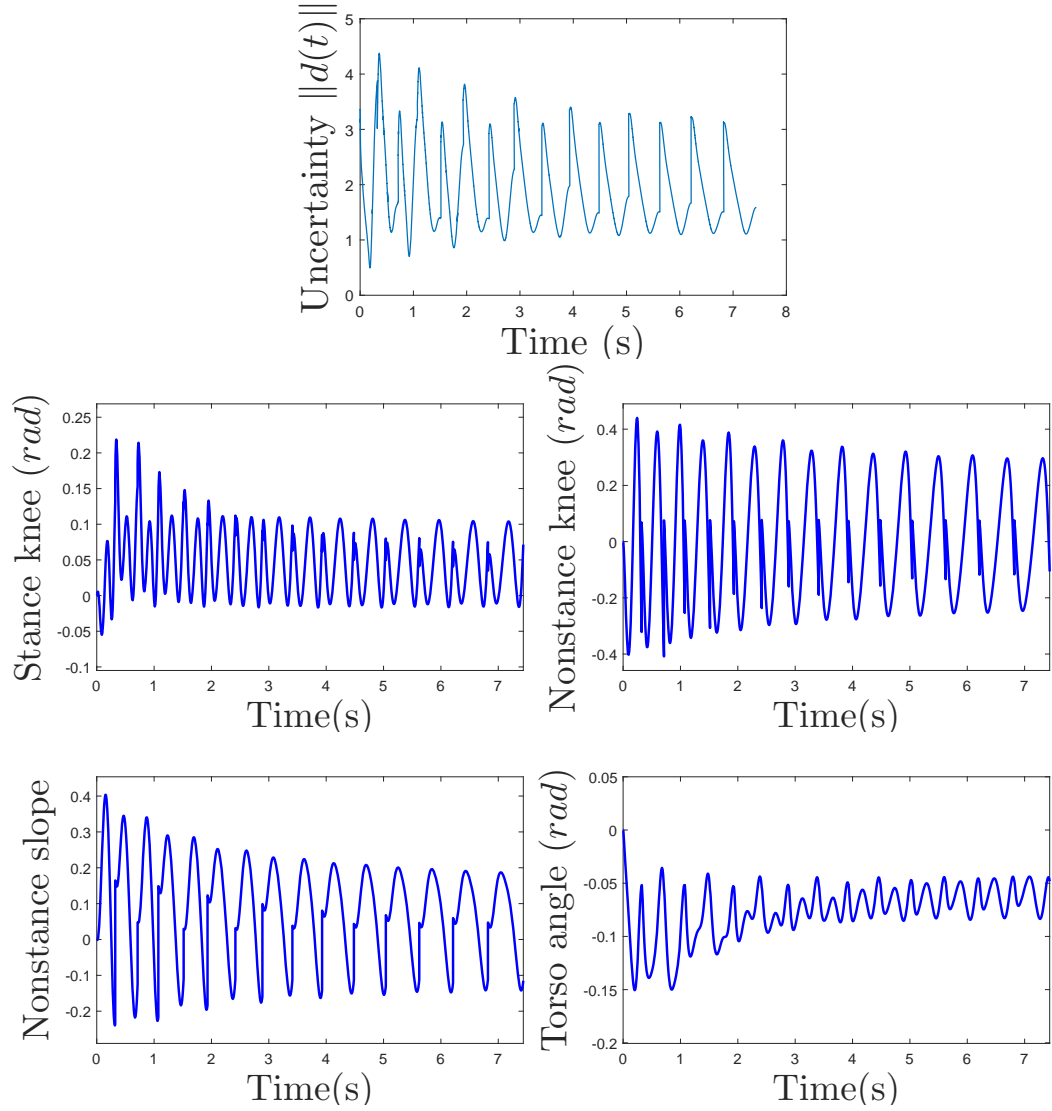 Uncertainty ||d(t)||
5
4
3
2
1
0
0 1 2 3 4 5 6 7 8
Time (s)
Stance knee (rad)
0.25
0.2
0.15
0.1
0.05
0
-0.05
-0.1
0 1 2 3 4 5 6 7
Time(s)
Nonstance knee (rad)
0.4
0.2
0
-0.2
-0.4
0 1 2 3 4 5 6 7
Time(s)
Nonstance slope
0.4
0.3
0.2
0.1
0
-0.1
-0.2
0 1 2 3 4 5 6 7
Time(s)
Torso angle (rad)
0.05
0
-0.05
-0.1
-0.15
-0.2
0 1 2 3 4 5 6 7
Time(s)